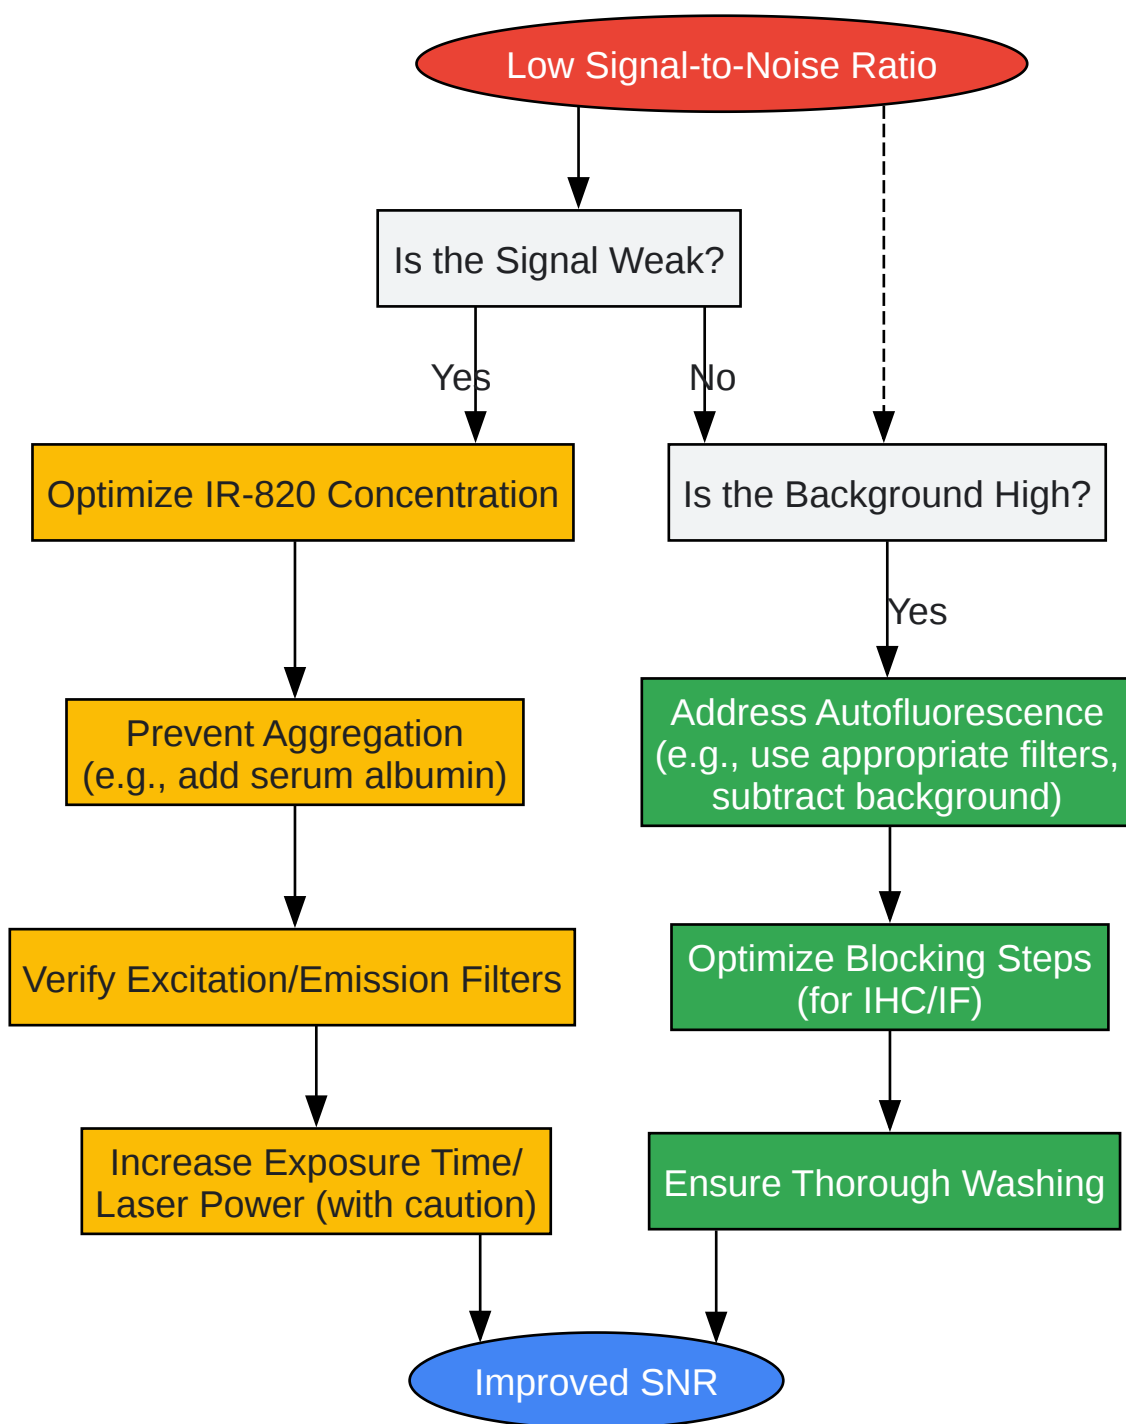 Low Signal-to-Noise Ratio
Is the Signal Weak?
Yes
No
Optimize IR-820 Concentration
Is the Background High?
Yes
Prevent Aggregation
(e.g., add serum albumin)
Address Autofluorescence
(e.g., use appropriate filters,
subtract background)
Verify Excitation/Emission Filters
Optimize Blocking Steps
(for IHC/IF)
Increase Exposure Time/
Laser Power (with caution)
Ensure Thorough Washing
Improved SNR